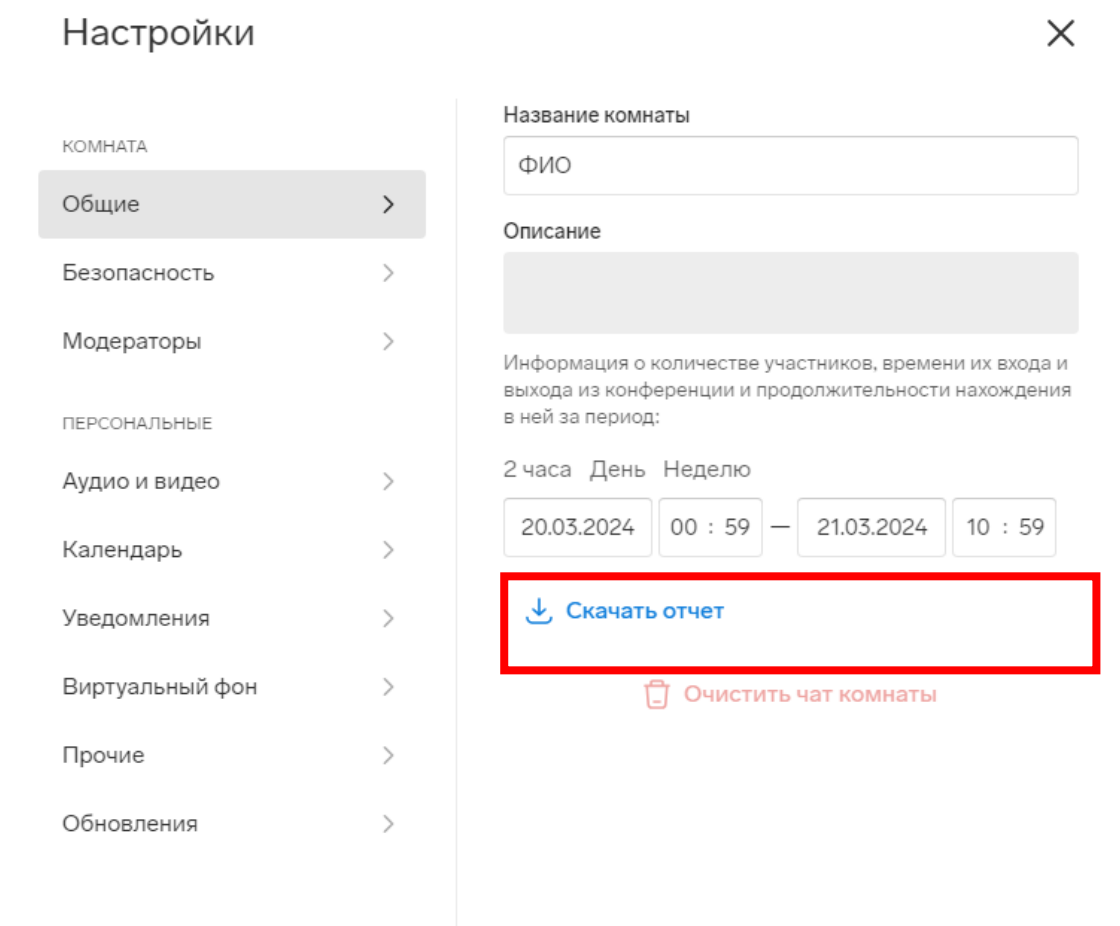 Настройки
КОМНАТА
Общие
Безопасность
Модераторы
ПЕРСОНАЛЬНЫЕ
Аудио и видео
Календарь
Уведомления
Виртуальный фон
Прочие
Обновления
Название комнаты
ФИО
Описание
Информация о количестве участников, времени их входа и
выхода из конференции и продолжительности нахождения
в ней за период:
2 часа День Неделю
20.03.2024 00 : 59 — 21.03.2024 10 : 59
Скачать отчет
Очистить чат комнаты